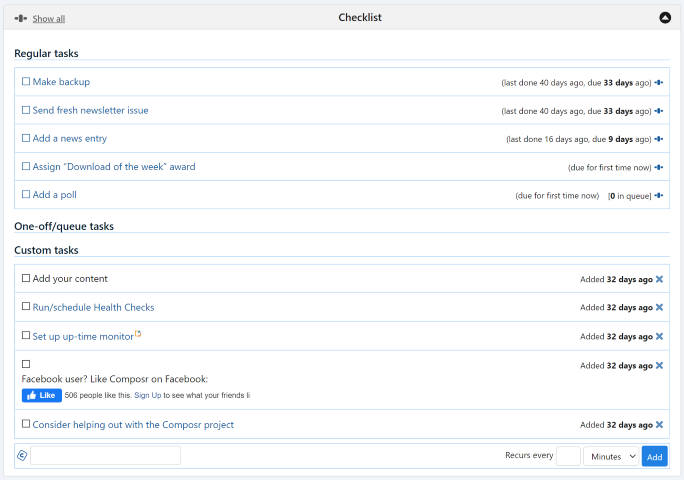 Show all
Checklist
Regular tasks
Make backup (last done 40 days ago, due 33 days ago)
Send fresh newsletter issue (last done 40 days ago, due 33 days ago)
Add a news entry (last done 16 days ago, due 9 days ago)
Assign “Download of the week” award (due for first time now)
Add a poll (due for first time now) [0 in queue]
One-off/queue tasks
Custom tasks
Add your content Added 32 days ago
Run/schedule Health Checks Added 32 days ago
Set up up-time monitor Added 32 days ago
Added 32 days ago
Facebook user? Like Composr on Facebook:
Like 506 people like this. Sign Up to see what your friends li
Consider helping out with the Composr project Added 32 days ago
Recurs every Minutes Add